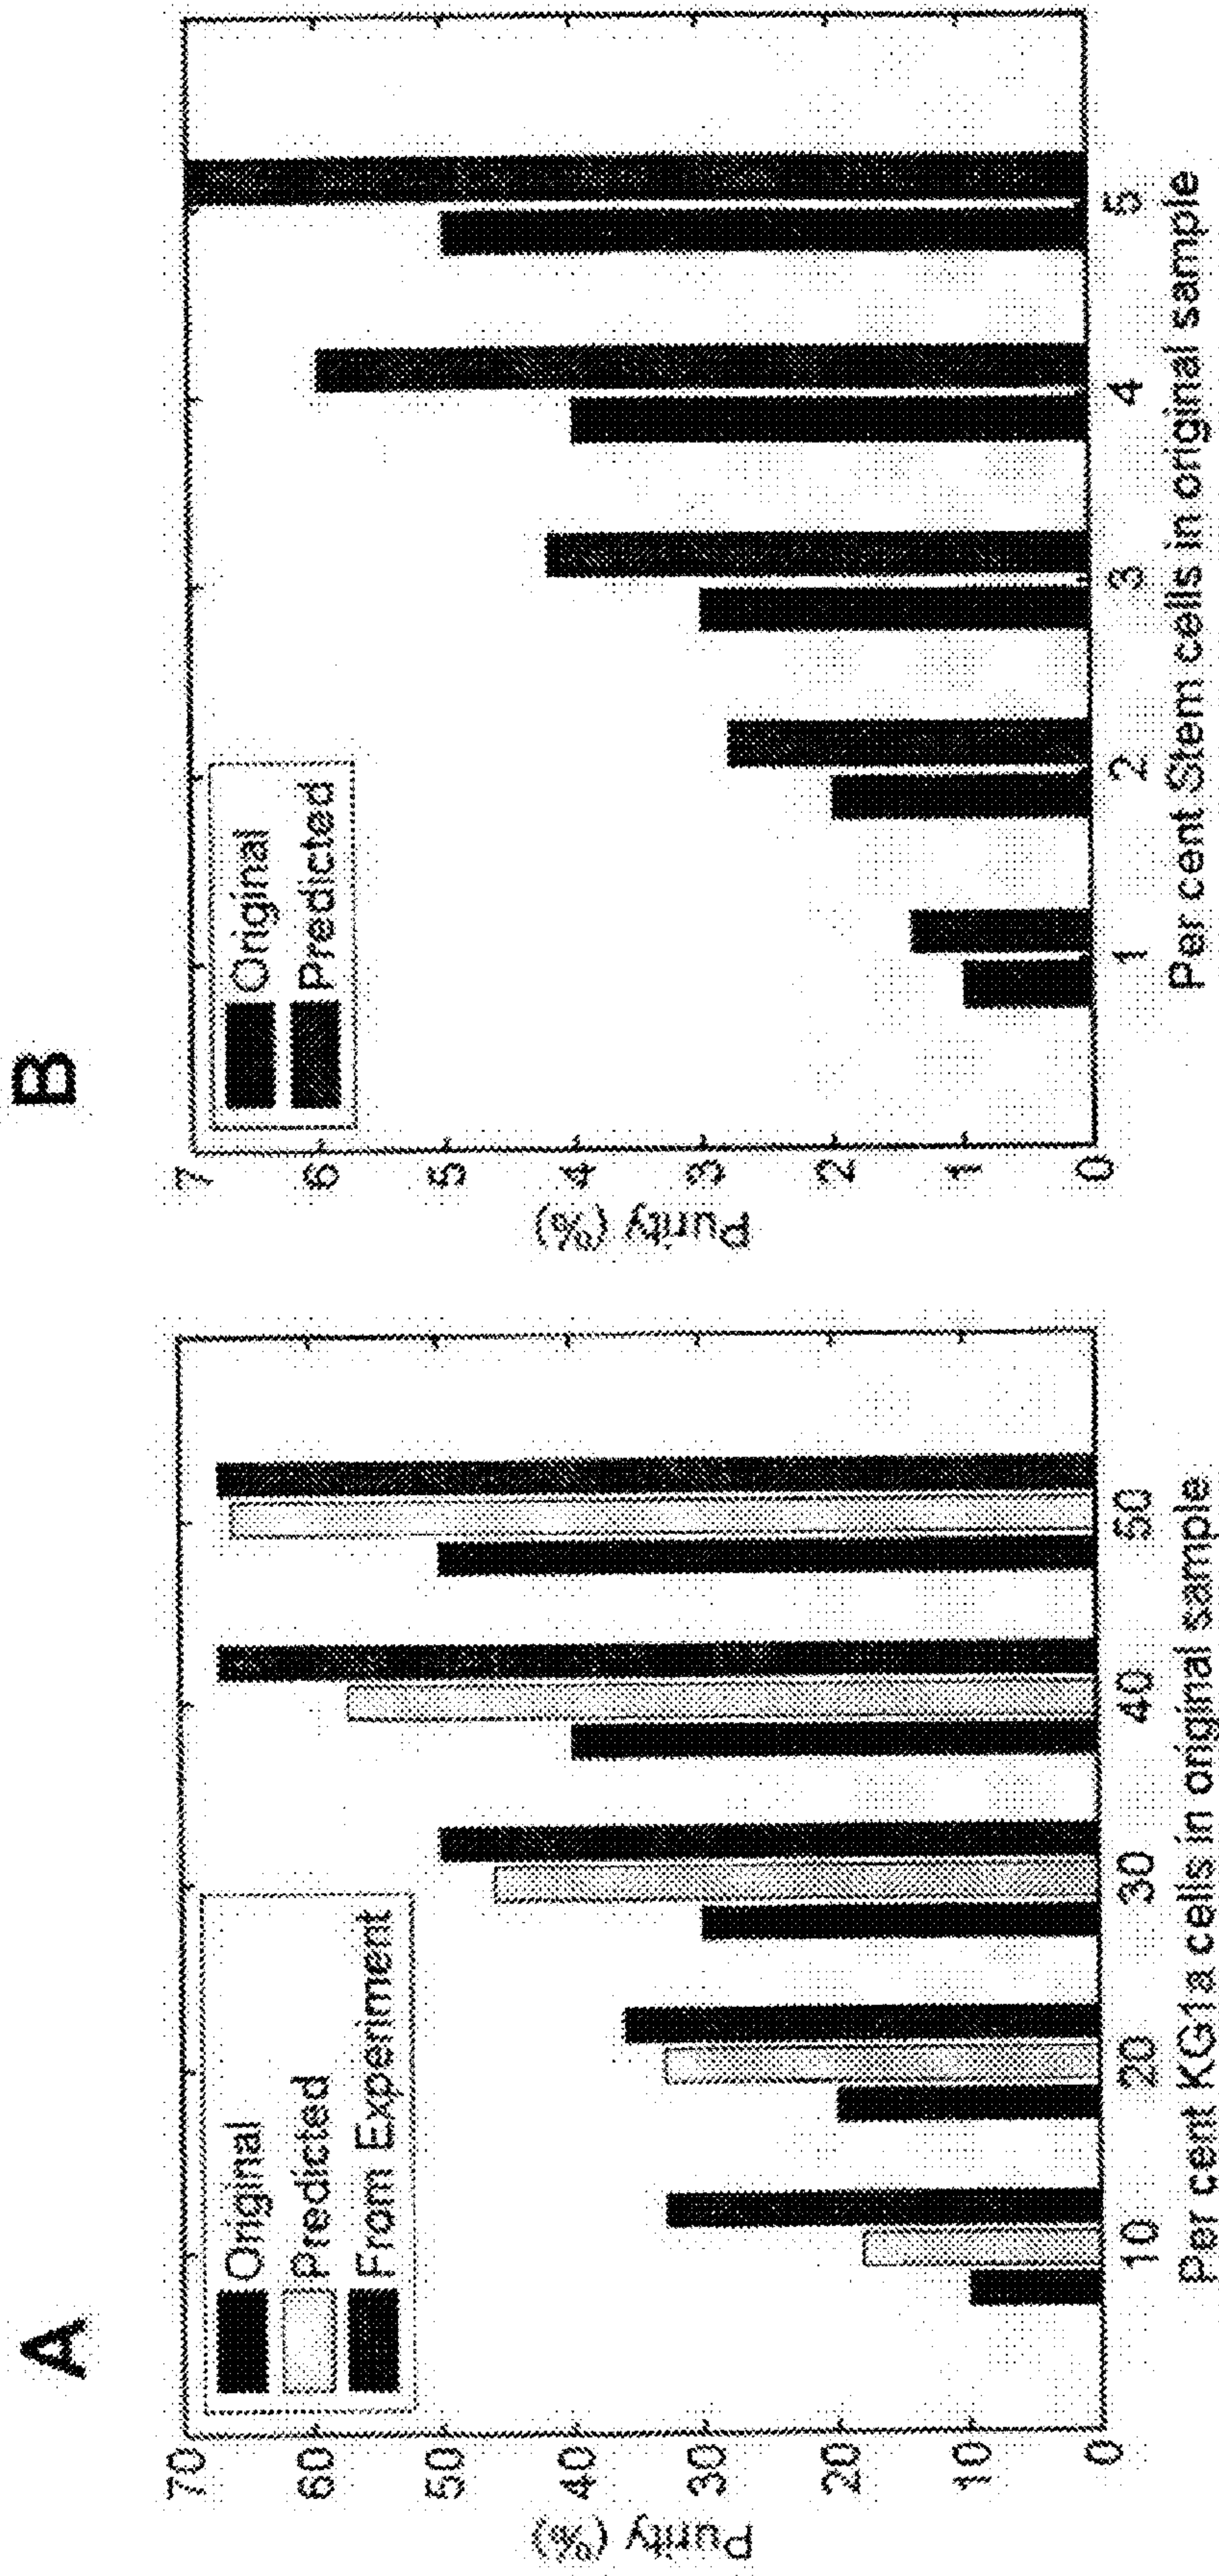 A
Purity (%)
70
60
50
40
30
20
10
0
Original
Predicted
From Experiment
10
20
30
40
50
Per cent KG1a cells in original sample
B
Purity (%)
7
6
5
4
3
2
1
0
Original
Predicted
1
2
3
4
5
Per cent Stem cells in original sample